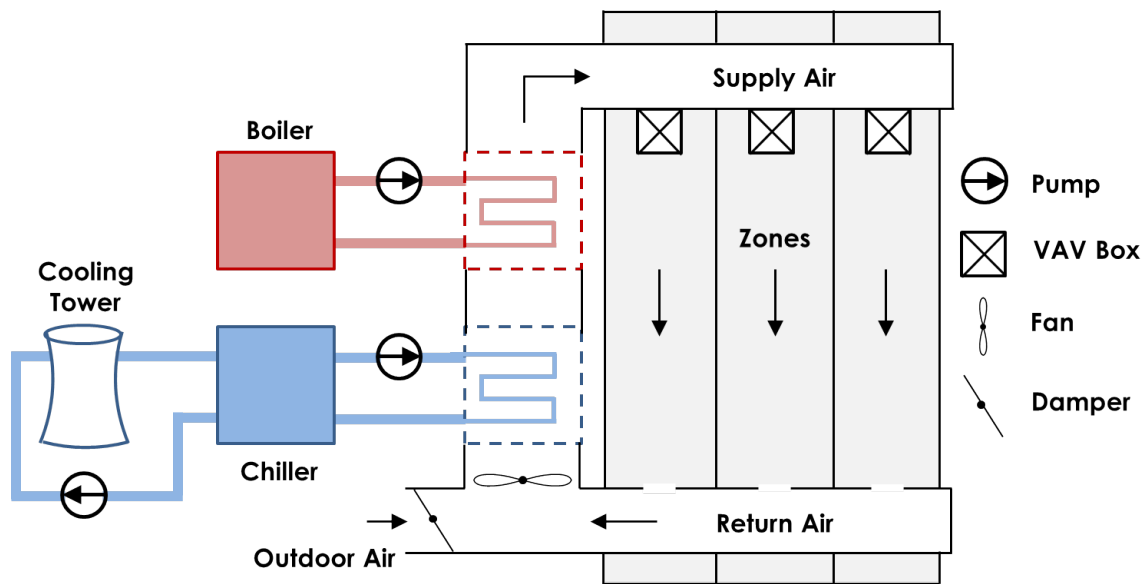 Supply Air
Boiler
Pump
Zones
VAV Box
Cooling
Tower
Fan
Damper
Chiller
Return Air
Outdoor Air